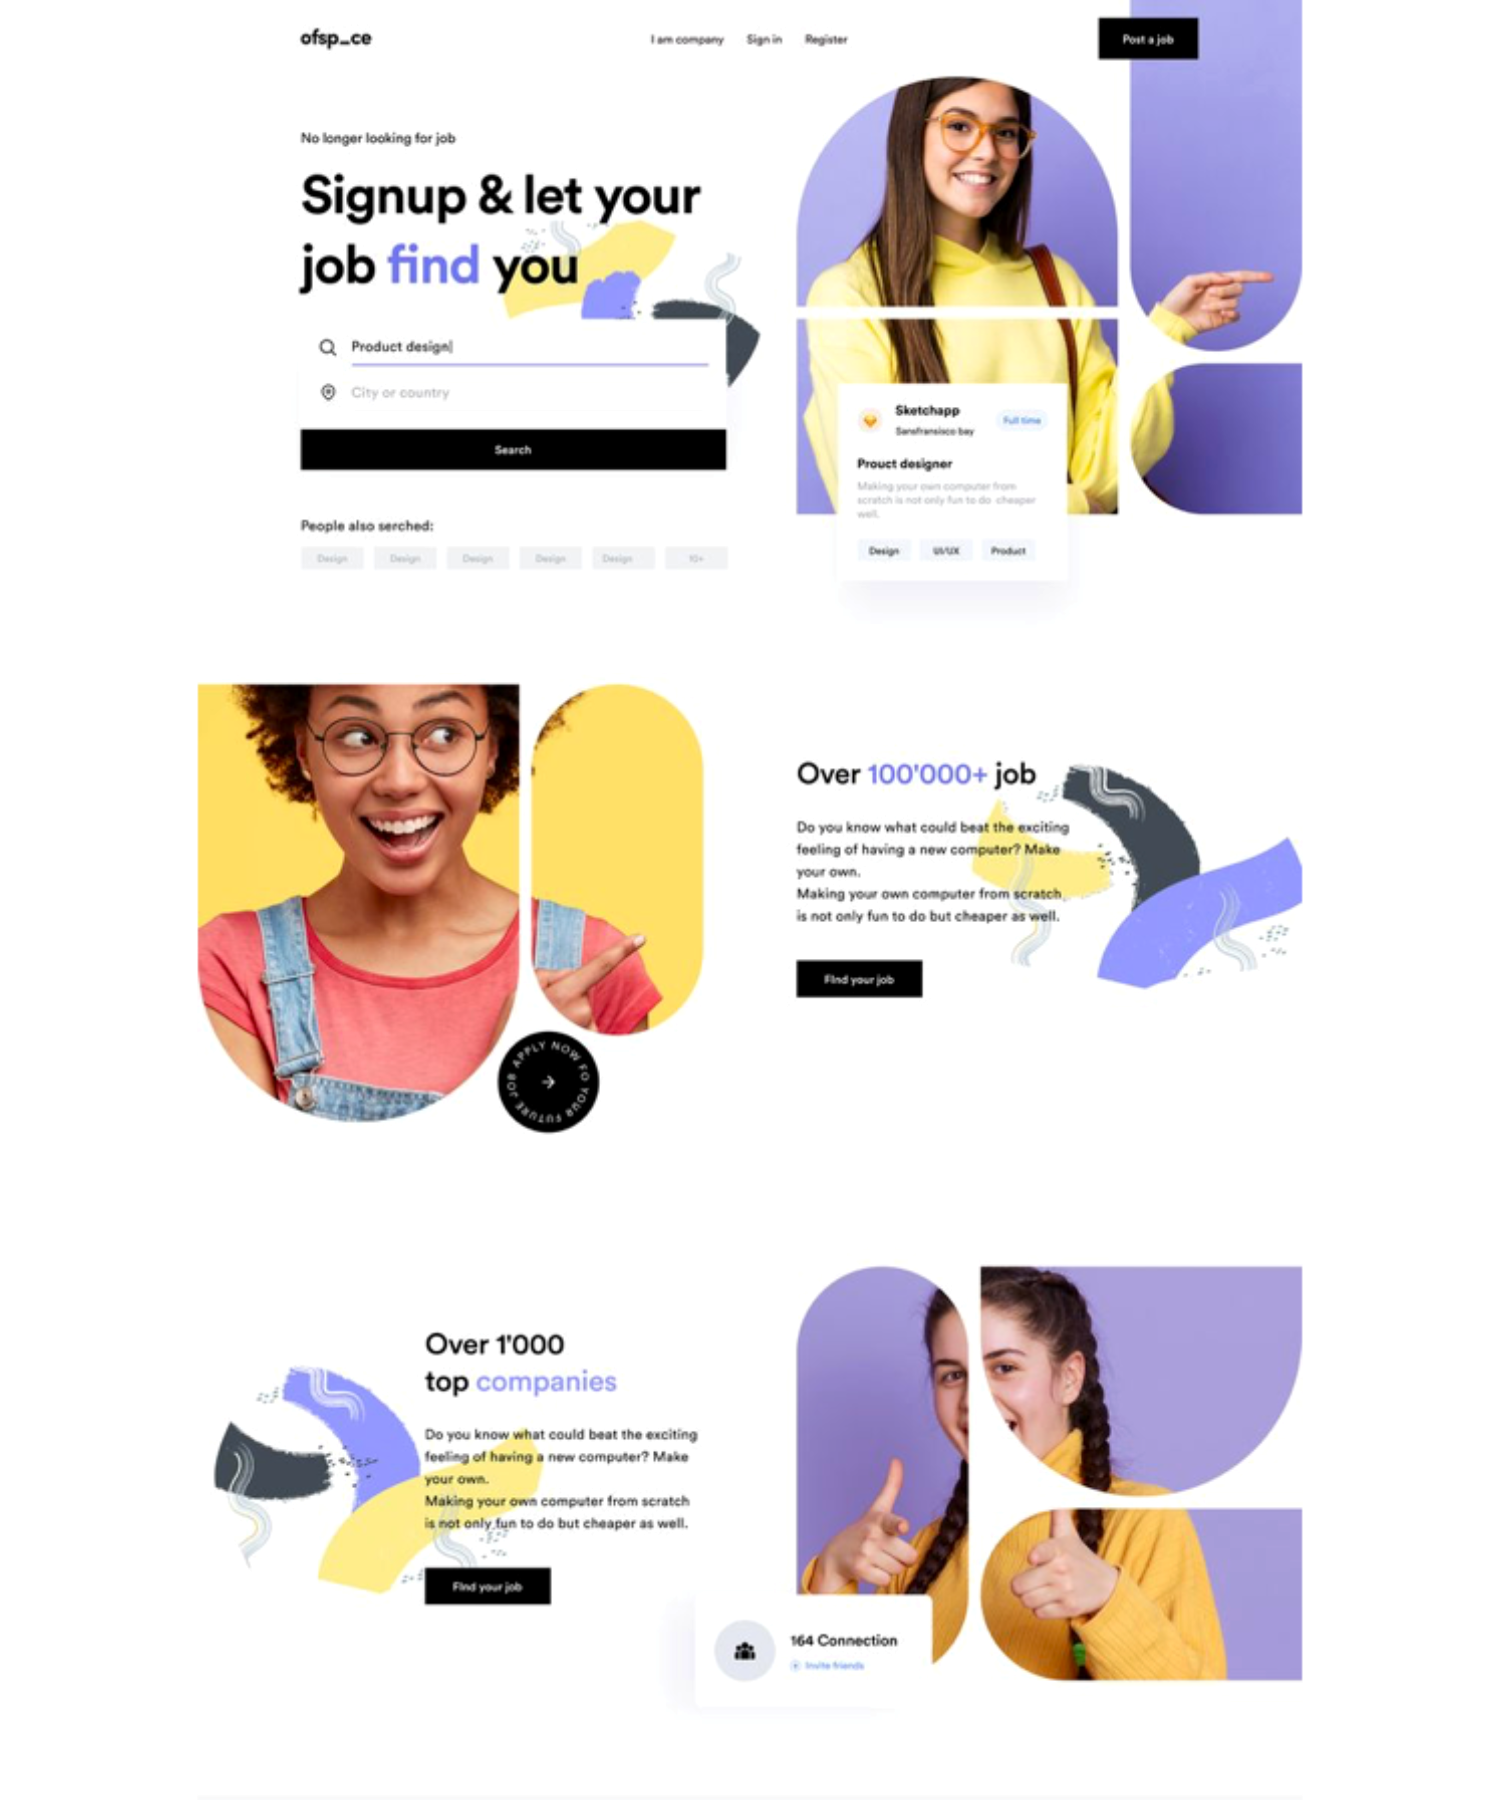 ofsp_ce
I am company
Sign in
Register
Post a job
No longer looking for job
Signup & let your
job find you
Product design
City or country
Search
People also serched:
Design
Design
Design
Design
Design
10+
Sketchapp
Sansfransisco bay
Full time
Prouct designer
Making your own computer from
scratch is not only fun to do cheaper
well.
Design
UI/UX
Product
Over 100'000+ job
Do you know what could beat the exciting
feeling of having a new computer? Make
your own.
Making your own computer from scratch
is not only fun to do but cheaper as well.
FInd your job
APPLY NOW FO YOUR FUTURE JOB
Over 1'000
top companies
Do you know what could beat the exciting
feeling of having a new computer? Make
your own.
Making your own computer from scratch
is not only fun to do but cheaper as well.
FInd your job
164 Connection
Invite friends